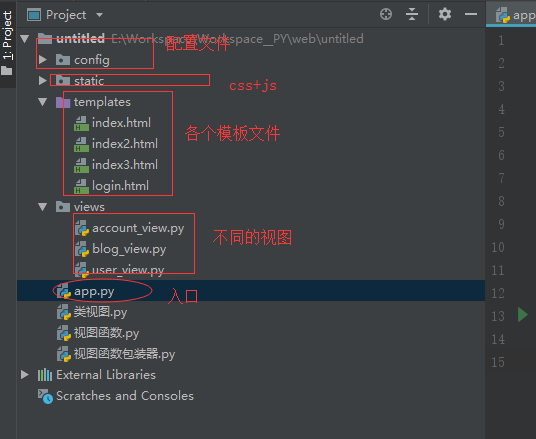 1: Project
Project
app
untitled E:\Workspace\Workspace__PY\web\untitled
配置文件
config
static
css+js
templates
index.html
index2.html
各个模板文件
index3.html
login.html
views
account_view.py
不同的视图
blog_view.py
user_view.py
app.py
入口
类视图.py
视图函数.py
视图函数包装器.py
External Libraries
Scratches and Consoles
1
2
3
4
5
6
7
8
9
10
11
12
13
14
15